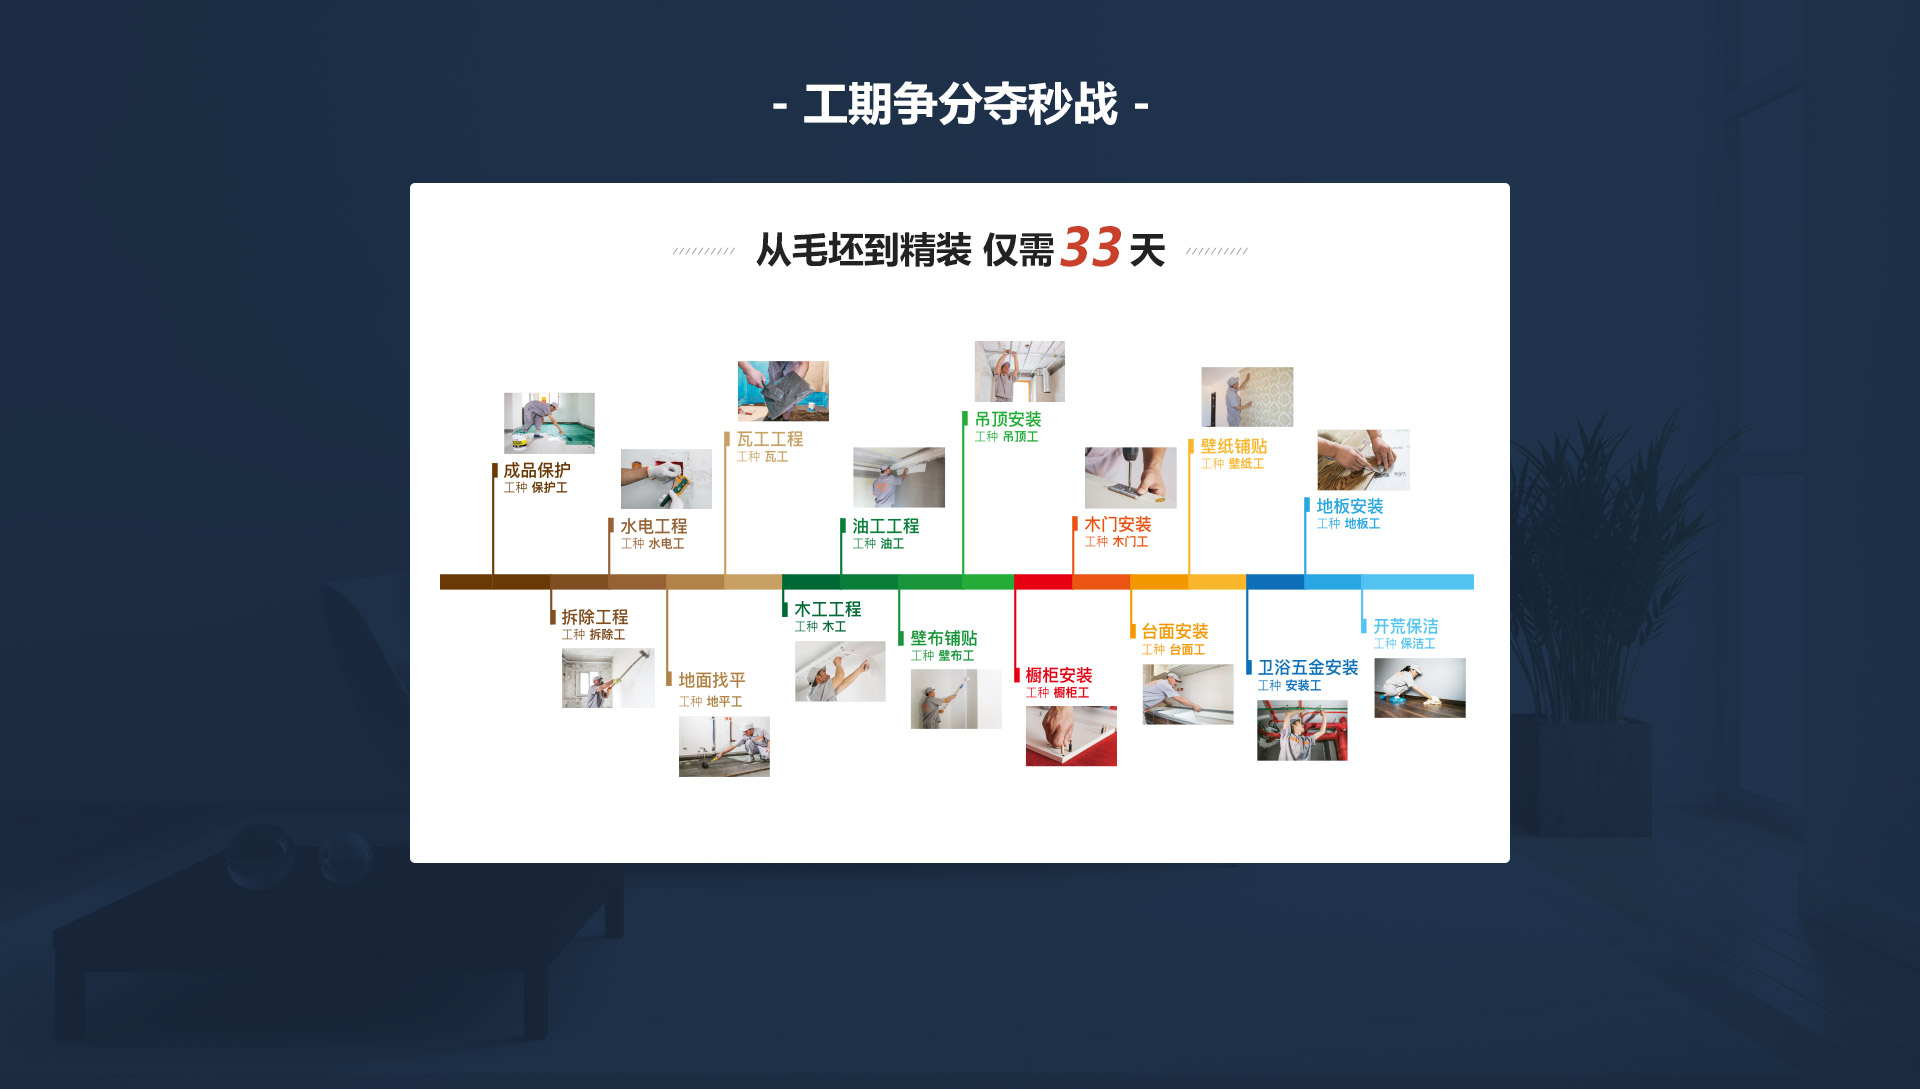 - 工期争分夺秒战 -
从毛坯到精装 仅需33天
成品保护
工种 保护工
拆除工程
工种 拆除工
水电工程
工种 水电工
地面找平
工种 地平工
瓦工工程
工种 瓦工
木工工程
工种 木工
油工工程
工种 油工
壁布铺贴
工种 壁布工
吊顶安装
工种 吊顶工
橱柜安装
工种 橱柜工
木门安装
工种 木门工
台面安装
工种 台面工
壁纸铺贴
工种 壁纸工
卫浴五金安装
工种 安装工
地板安装
工种 地板工
开荒保洁
工种 保洁工